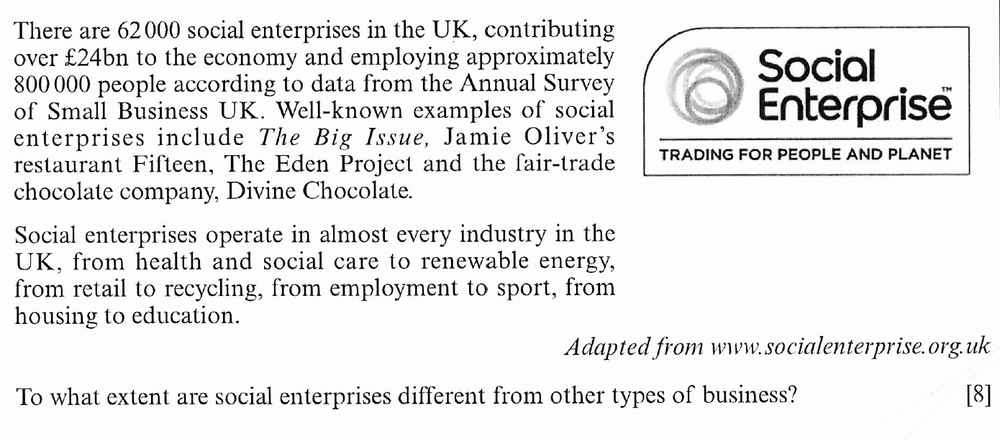 There are 62 000 social enterprises in the UK, contributing
over £24bn to the economy and employing approximately
800 000 people according to data from the Annual Survey
of Small Business UK. Well-known examples of social
enterprises include The Big Issue, Jamie Oliver's
restaurant Fifteen, The Eden Project and the fair-trade
chocolate company, Divine Chocolate.
Social
Enterprise™
TRADING FOR PEOPLE AND PLANET
Social enterprises operate in almost every industry in the
UK, from health and social care to renewable energy,
from retail to recycling, from employment to sport, from
housing to education.
Adapted from www.socialenterprise.org.uk
To what extent are social enterprises different from other types of business? [8]